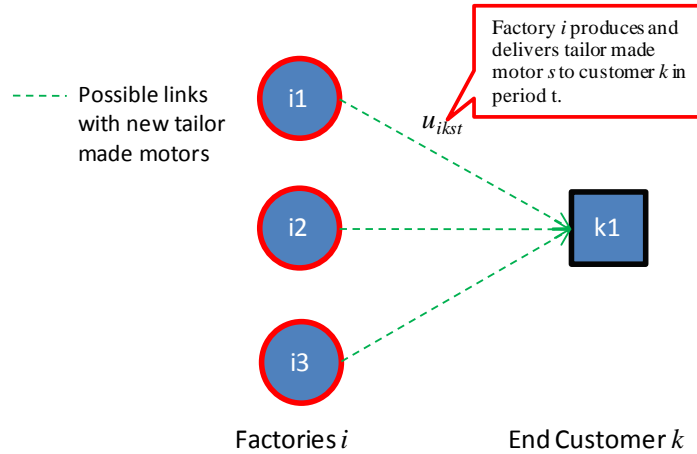 Factory i produces and
delivers tailor made
motor s to customer k in
period t.
Possible links
with new tailor
made motors
i1
u_ikst
i2
k1
i3
Factories i
End Customer k